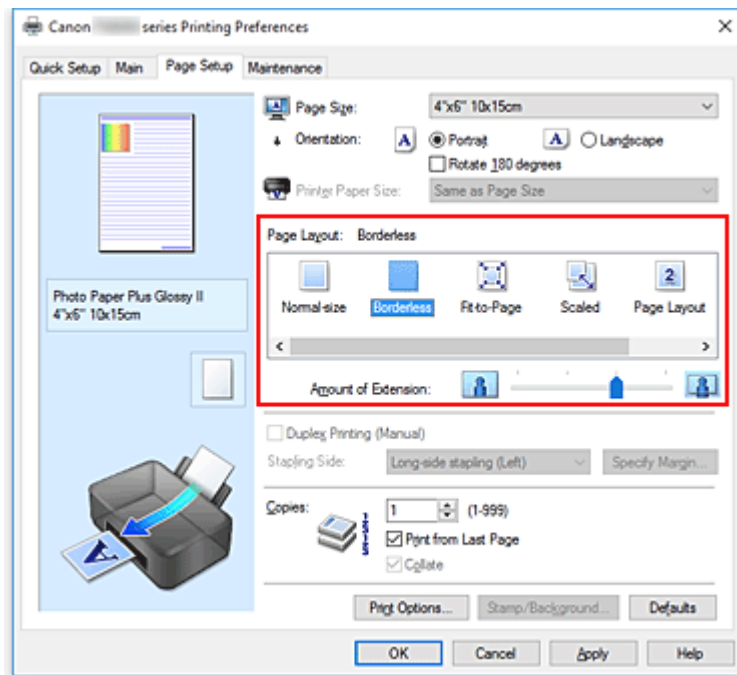 Canon series Printing Preferences
Quick Setup Main Page Setup Maintenance
Page Size: 4"x6" 10x15cm
Orientation: A Portrait A Landscape
Rotate 180 degrees
Printer Paper Size: Same as Page Size
Page Layout: Borderless
Normal-size Borderless Fit-to-Page Scaled Page Layout
Photo Paper Plus Glossy II
4"x6" 10x15cm
Amount of Extension:
Duplex Printing (Manual)
Stapling Side: Long-side stapling (Left) Specify Margin...
Copies: 1 (1-999)
Print from Last Page
Collate
Print Options... Stamp/Background... Defaults
OK Cancel Apply Help